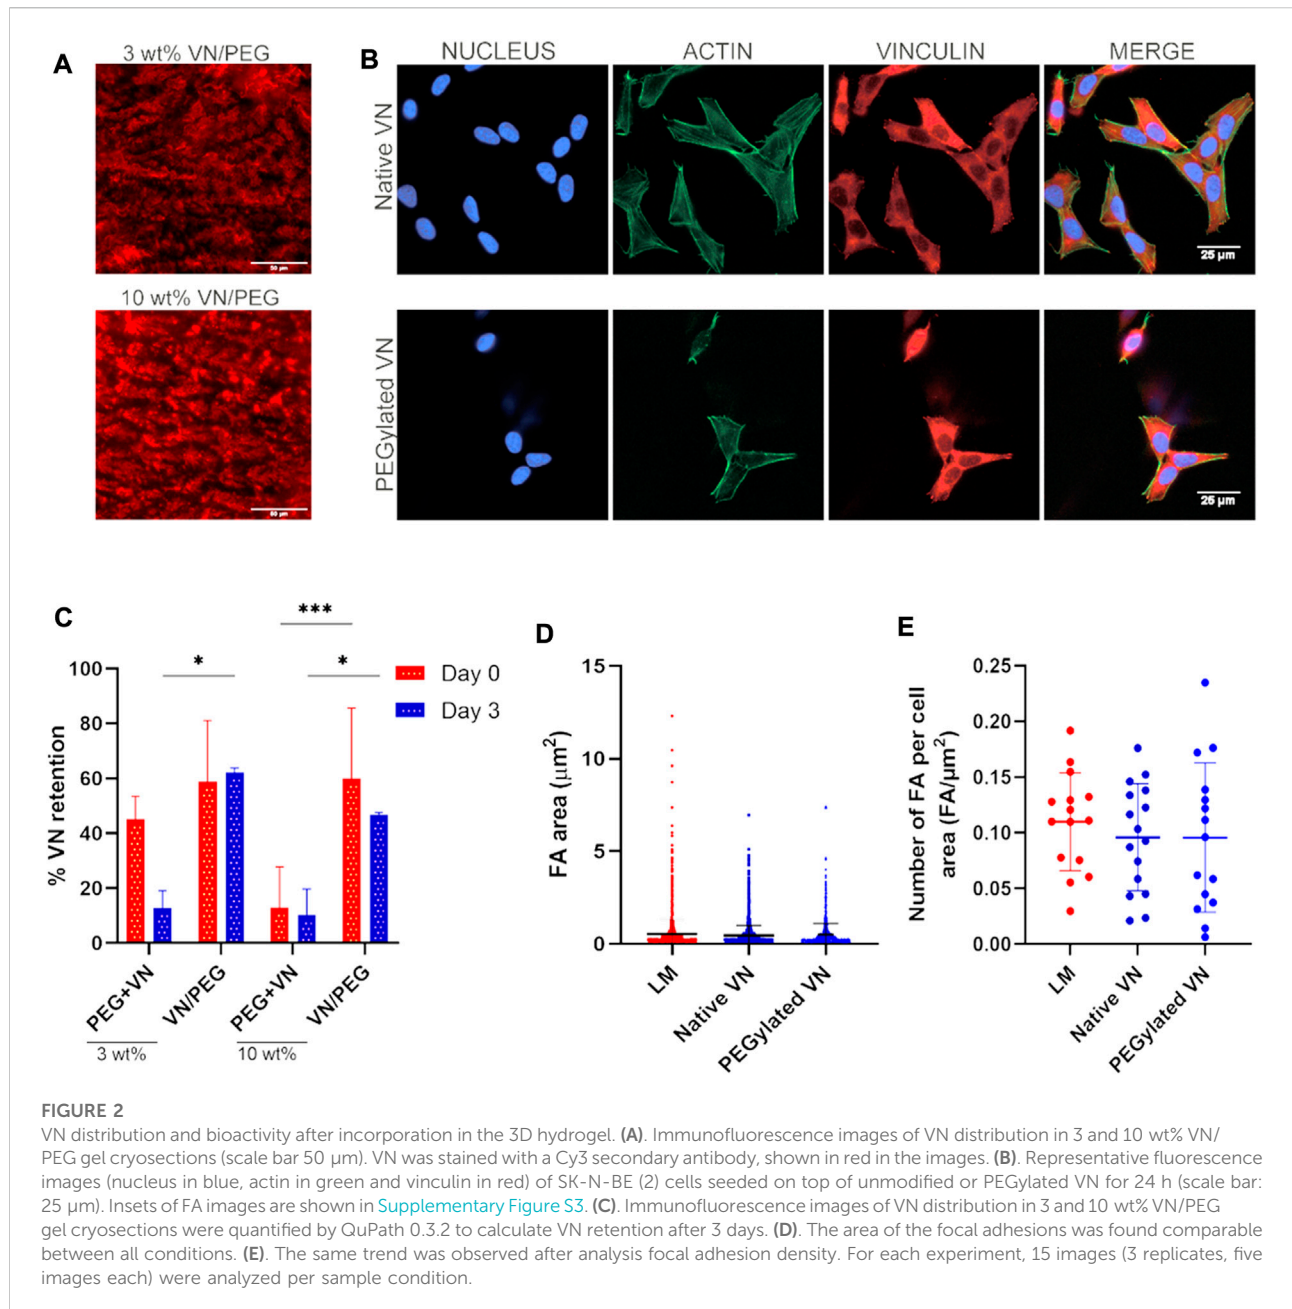 A
3 wt% VN/PEG
50 μm
10 wt% VN/PEG
50 μm
B
NUCLEUS
ACTIN
VINCULIN
MERGE
Native VN
25 μm
PEGylated VN
25 μm
C
***
*
*
Day 0
Day 3
% VN retention
100
80
60
40
20
0
PEG+VN
VN/PEG
PEG+VN
VN/PEG
3 wt%
10 wt%
D
FA area (μm²)
15
10
5
0
LM
Native VN
PEGylated VN
E
Number of FA per cell
area (FA/μm²)
0.25
0.20
0.15
0.10
0.05
0.00
LM
Native VN
PEGylated VN
FIGURE 2
VN distribution and bioactivity after incorporation in the 3D hydrogel. (A). Immunofluorescence images of VN distribution in 3 and 10 wt% VN/
PEG gel cryosections (scale bar 50 μm). VN was stained with a Cy3 secondary antibody, shown in red in the images. (B). Representative fluorescence
images (nucleus in blue, actin in green and vinculin in red) of SK-N-BE (2) cells seeded on top of unmodified or PEGylated VN for 24 h (scale bar:
25 μm). Insets of FA images are shown in Supplementary Figure S3. (C). Immunofluorescence images of VN distribution in 3 and 10 wt% VN/PEG
gel cryosections were quantified by QuPath 0.3.2 to calculate VN retention after 3 days. (D). The area of the focal adhesions was found comparable
between all conditions. (E). The same trend was observed after analysis focal adhesion density. For each experiment, 15 images (3 replicates, five
images each) were analyzed per sample condition.